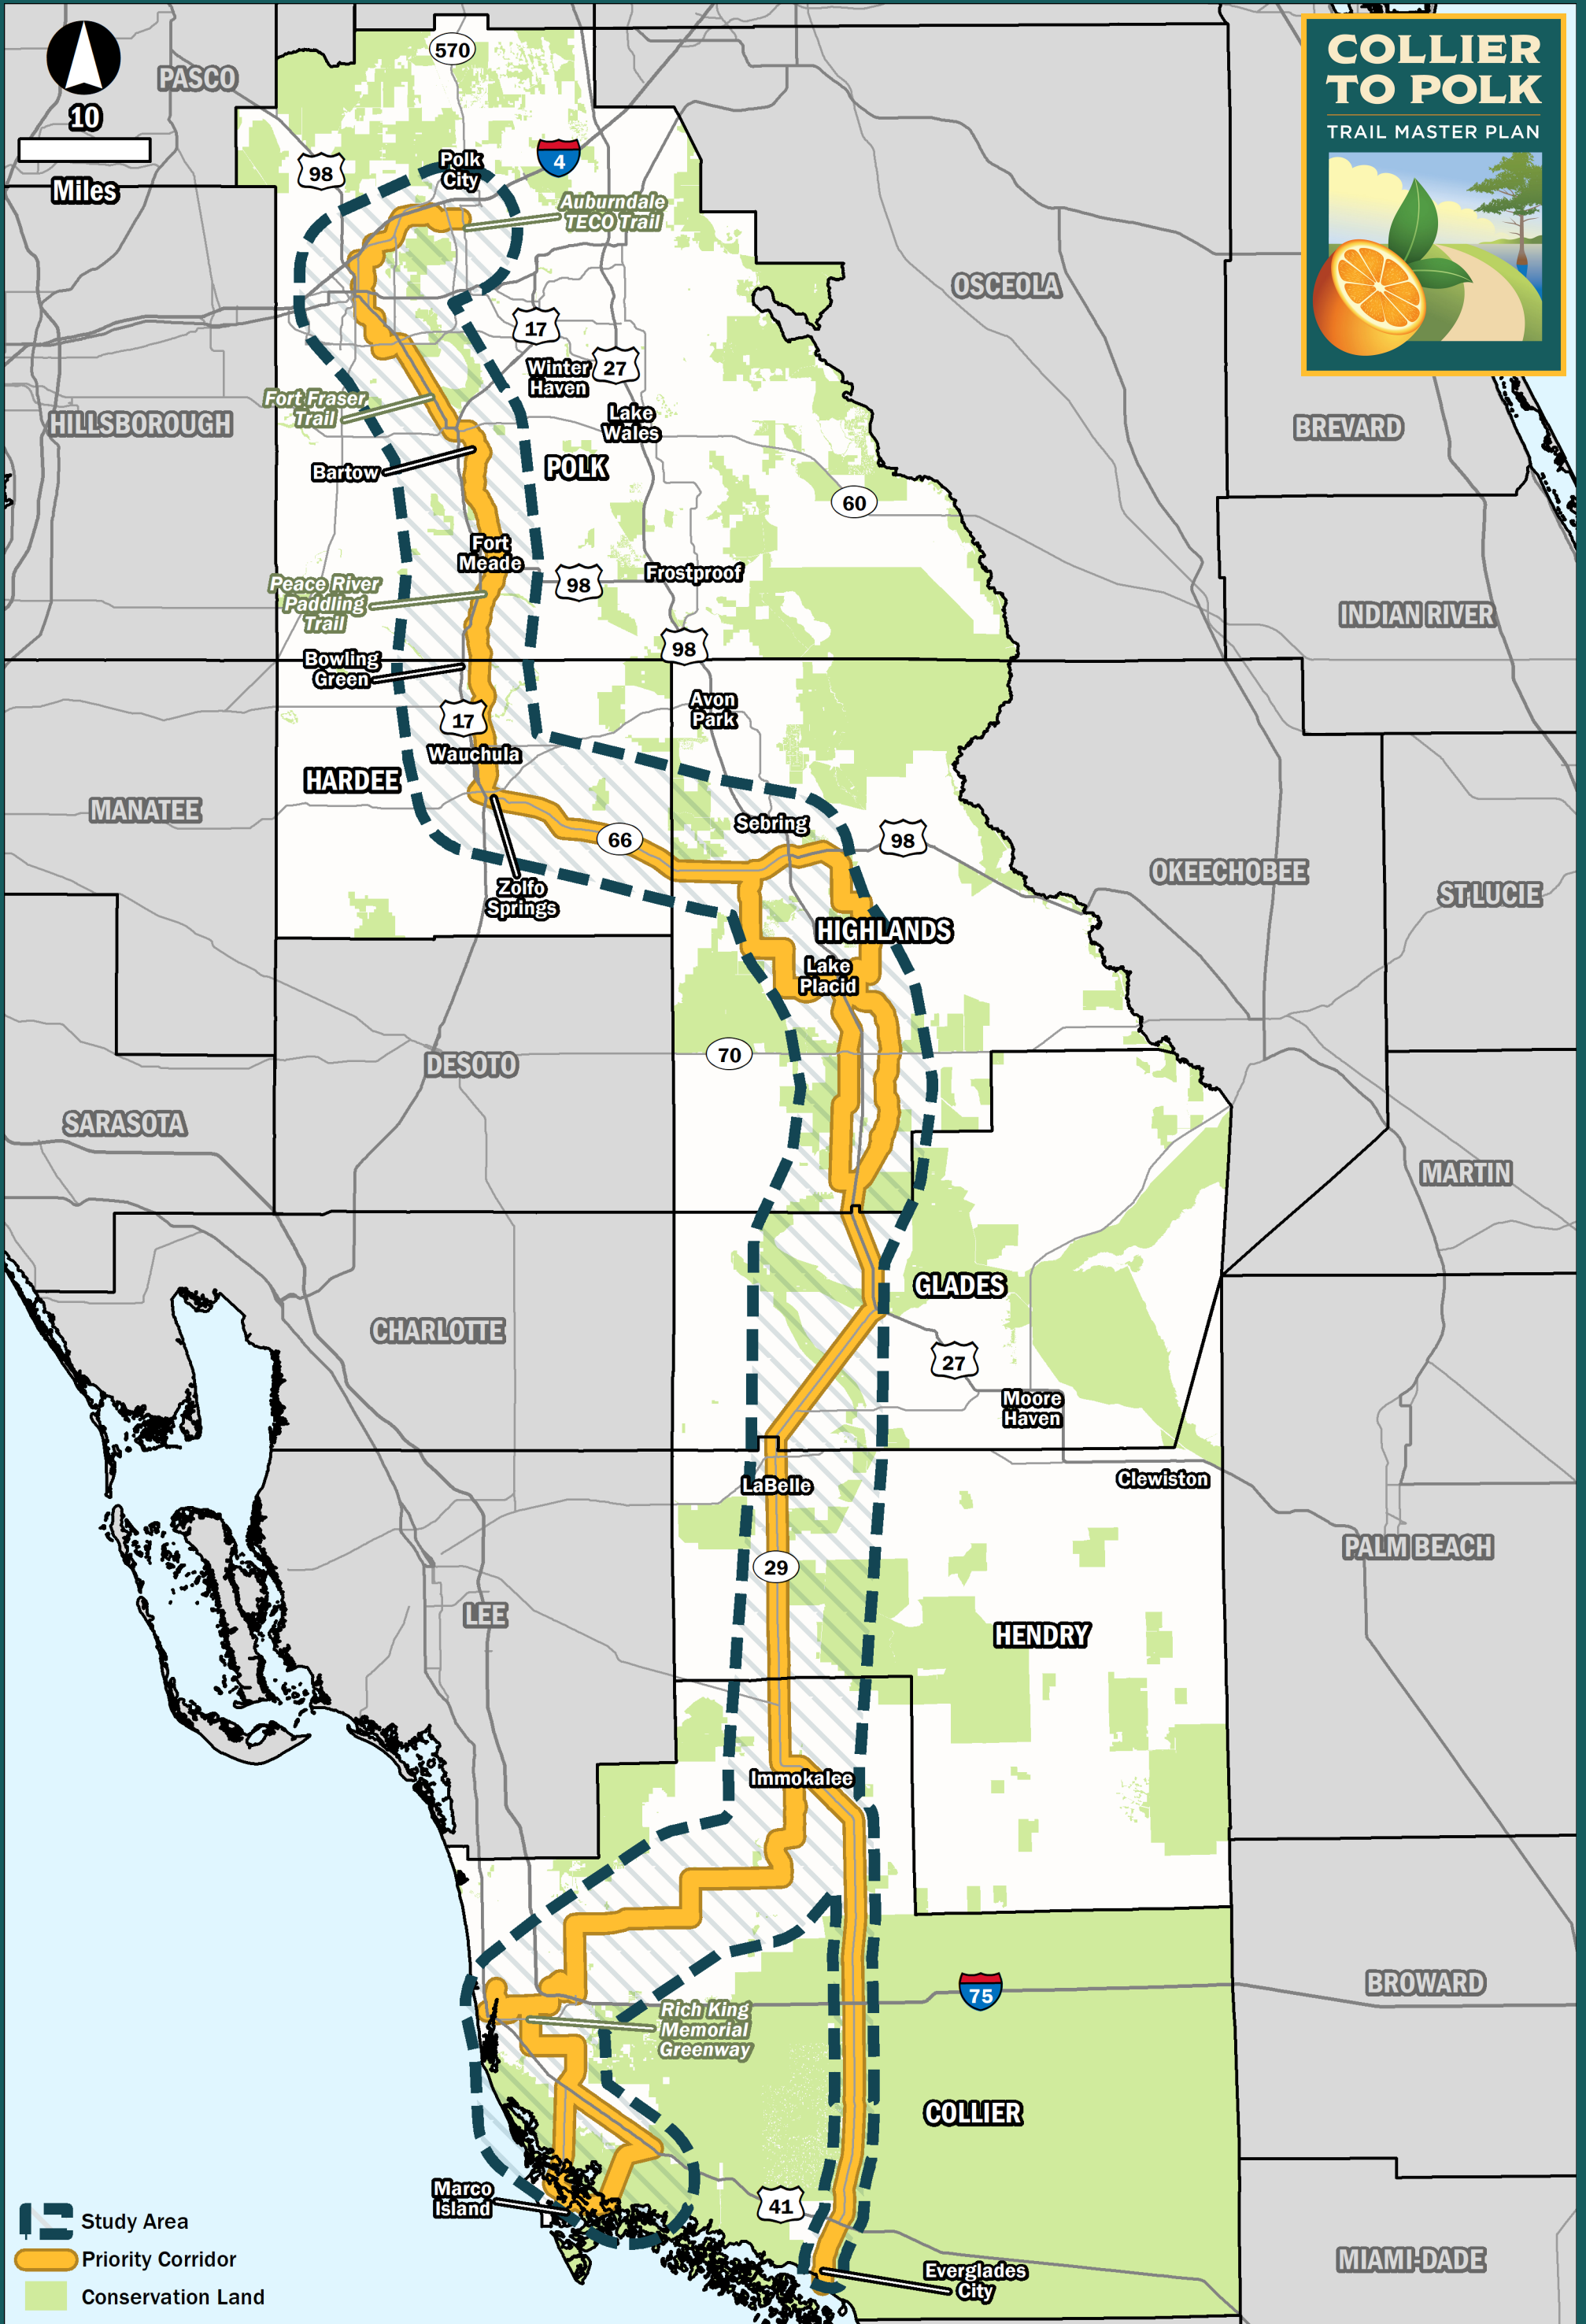 COLLIER
TO POLK
TRAIL MASTER PLAN
10
Miles
PASCO
570
98
Polk
City
4
Auburndale
TECO Trail
OSCEOLA
17
27
Winter
Haven
Lake
Wales
Fort Fraser
Trail
HILLSBOROUGH
BREVARD
Bartow
POLK
60
Fort
Meade
98
Frostproof
Peace River
Paddling
Trail
INDIAN RIVER
98
Bowling
Green
Avon
Park
17
Wauchula
HARDEE
MANATEE
Sebring
66
98
OKEECHOBEE
ST LUCIE
Zolfo
Springs
HIGHLANDS
Lake
Placid
70
DESOTO
SARASOTA
MARTIN
GLADES
CHARLOTTE
27
Moore
Haven
LaBelle
Clewiston
PALM BEACH
29
LEE
HENDRY
Immokalee
75
BROWARD
Rich King
Memorial
Greenway
COLLIER
Marco
Island
41
Everglades
City
MIAMI-DADE
Study Area
Priority Corridor
Conservation Land